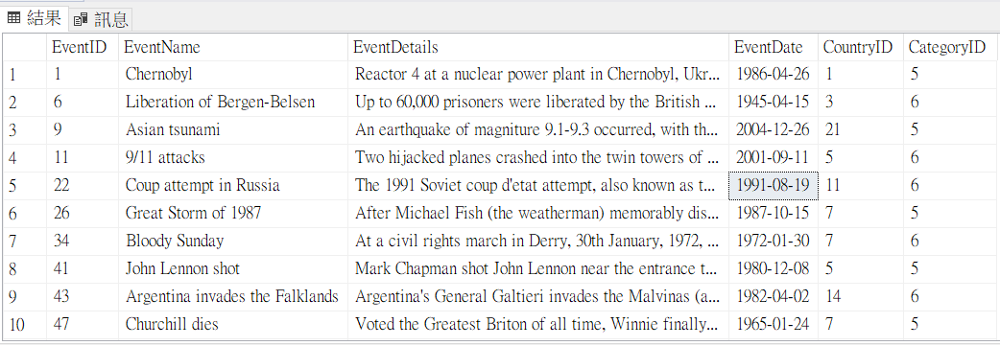 結果 訊息
EventID EventName EventDetails EventDate CountryID CategoryID
1 1 Chernobyl Reactor 4 at a nuclear power plant in Chernobyl, Ukr... 1986-04-26 1 5
2 6 Liberation of Bergen-Belsen Up to 60,000 prisoners were liberated by the British ... 1945-04-15 3 6
3 9 Asian tsunami An earthquake of magniture 9.1-9.3 occurred, with th... 2004-12-26 21 5
4 11 9/11 attacks Two hijacked planes crashed into the twin towers of ... 2001-09-11 5 6
5 22 Coup attempt in Russia The 1991 Soviet coup d'etat attempt, also known as t... 1991-08-19 11 6
6 26 Great Storm of 1987 After Michael Fish (the weatherman) memorably dis... 1987-10-15 7 5
7 34 Bloody Sunday At a civil rights march in Derry, 30th January, 1972, ... 1972-01-30 7 6
8 41 John Lennon shot Mark Chapman shot John Lennon near the entrance t... 1980-12-08 5 5
9 43 Argentina invades the Falklands Argentina's General Galtieri invades the Malvinas (a... 1982-04-02 14 6
10 47 Churchill dies Voted the Greatest Briton of all time, Winnie finally... 1965-01-24 7 5